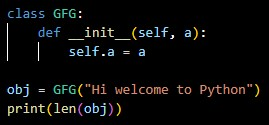 class GFG:
    def __init__(self, a):
        self.a = a

obj = GFG("Hi welcome to Python")
print(len(obj))